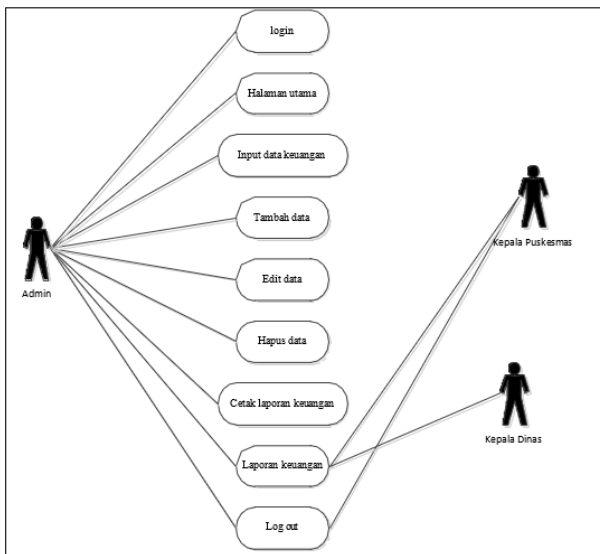 login
Halaman utama
Input data keuangan
Tambah data
Edit data
Hapus data
Cetak laporan keuangan
Laporan keuangan
Log out
Admin
Kepala Puskesmas
Kepala Dinas